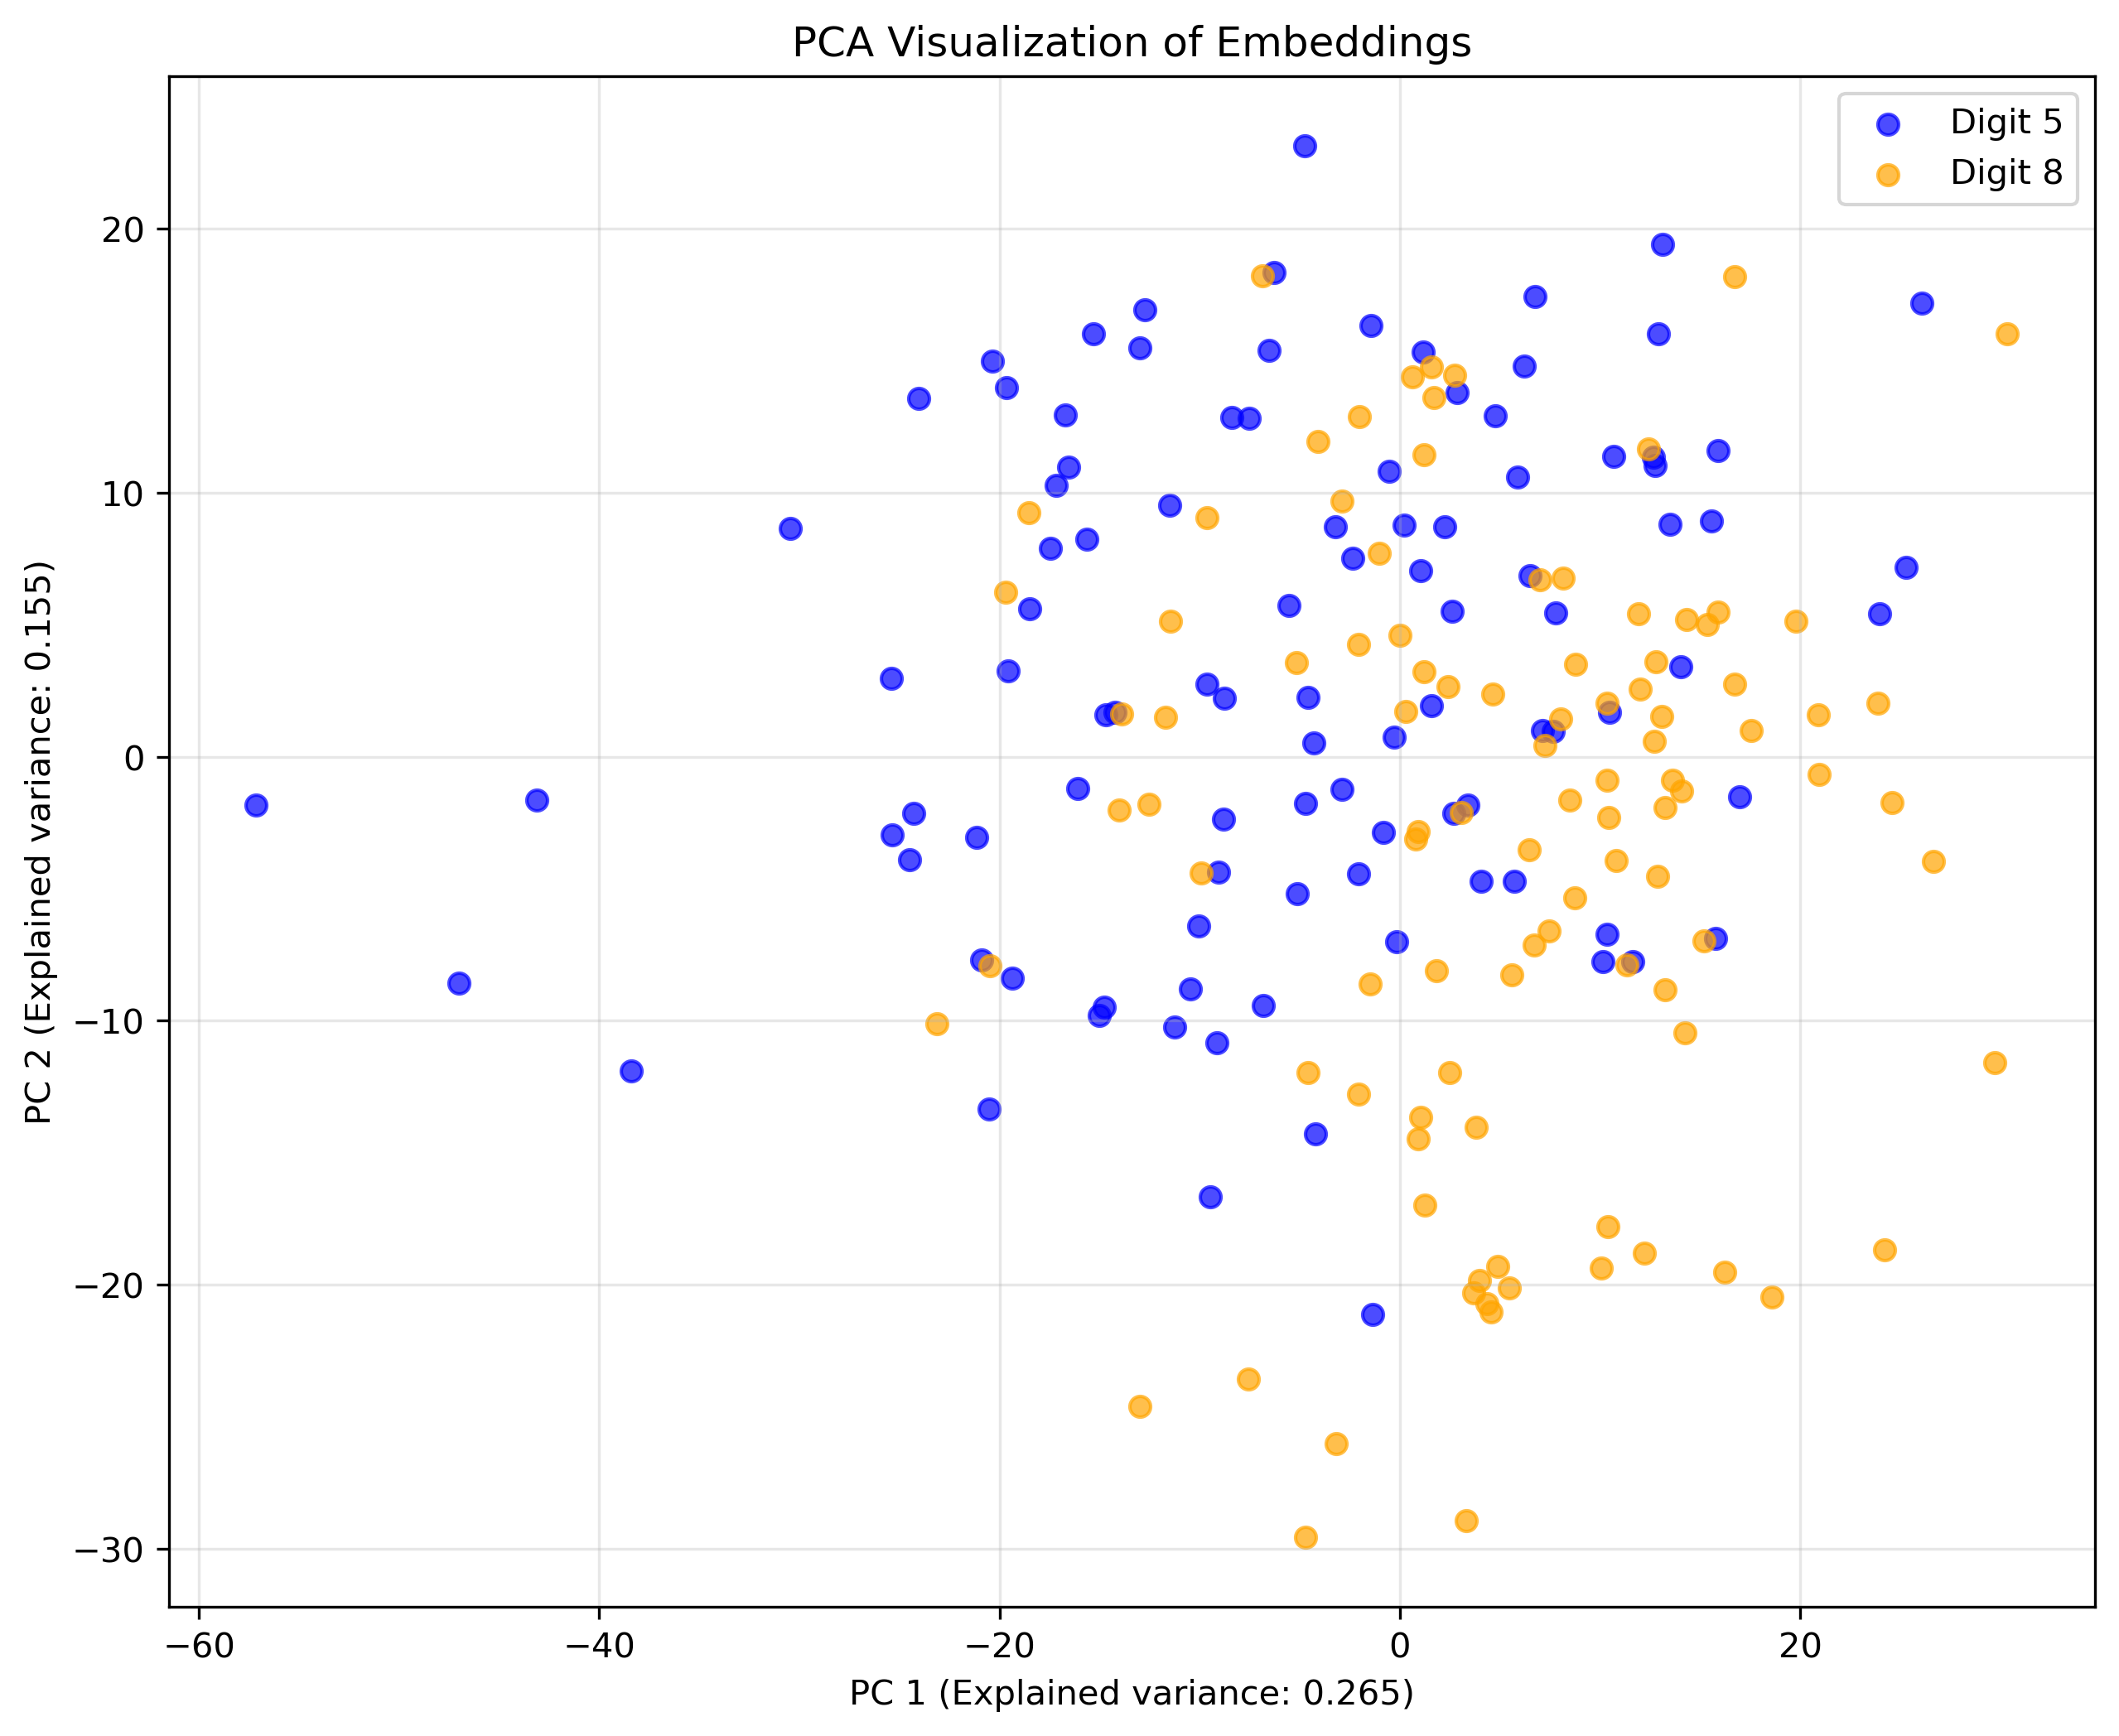 PCA Visualization of Embeddings
Digit 5
Digit 8
20
10
0
−10
−20
−30
PC 2 (Explained variance: 0.155)
−60
−40
−20
0
20
PC 1 (Explained variance: 0.265)